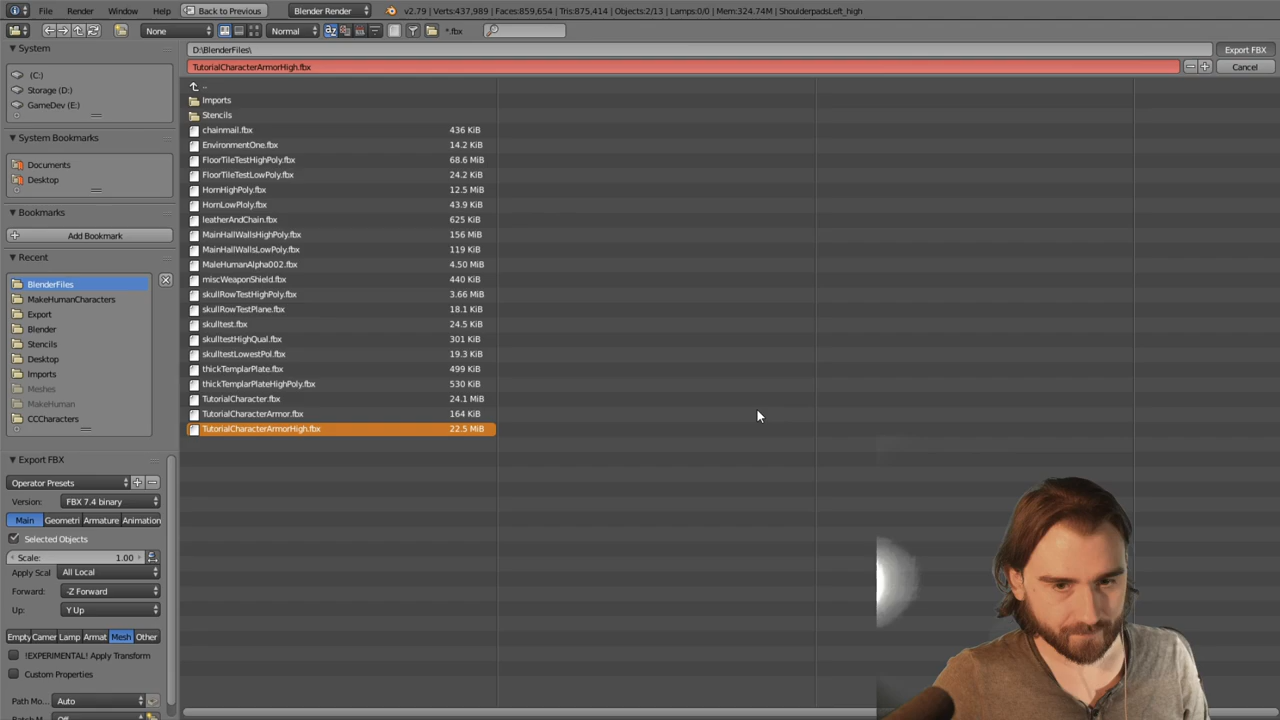 File Render Window Help Back to Previous Blender Render v2.79 | Verts:437,989 | Faces:859,654 | Tris:875,414 | Objects:2/13 | Lamps:0/0 | Mem:324.74M | ShoulderpadsLeft_high
None Normal *.fbx
System
(C:)
Storage (D:)
GameDev (E:)
System Bookmarks
Documents
Desktop
Bookmarks
Add Bookmark
Recent
BlenderFiles
MakeHumanCharacters
Export
Blender
Stencils
Desktop
Imports
Meshes
MakeHuman
CCCharacters
Export FBX
Operator Presets
Version: FBX 7.4 binary
Main Geometri Armature Animation
Selected Objects
Scale: 1.00
Apply Scal All Local
Forward: -Z Forward
Up: Y Up
Empty Camer Lamp Armat Mesh Other
!EXPERIMENTAL! Apply Transform
Custom Properties
Path Mo... Auto
D:\BlenderFiles\ Export FBX
TutorialCharacterArmorHigh.fbx Cancel
..
Imports
Stencils
chainmail.fbx 436 KiB
EnvironmentOne.fbx 14.2 KiB
FloorTileTestHighPoly.fbx 68.6 MiB
FloorTileTestLowPoly.fbx 24.2 KiB
HornHighPoly.fbx 12.5 MiB
HornLowPloly.fbx 43.9 KiB
leatherAndChain.fbx 625 KiB
MainHallWallsHighPoly.fbx 156 MiB
MainHallWallsLowPoly.fbx 119 KiB
MaleHumanAlpha002.fbx 4.50 MiB
miscWeaponShield.fbx 440 KiB
skullRowTestHighPoly.fbx 3.66 MiB
skullRowTestPlane.fbx 18.1 KiB
skulltest.fbx 24.5 KiB
skulltestHighQual.fbx 301 KiB
skulltestLowestPol.fbx 19.3 KiB
thickTemplarPlate.fbx 499 KiB
thickTemplarPlateHighPoly.fbx 530 KiB
TutorialCharacter.fbx 24.1 MiB
TutorialCharacterArmor.fbx 164 KiB
TutorialCharacterArmorHigh.fbx 22.5 MiB